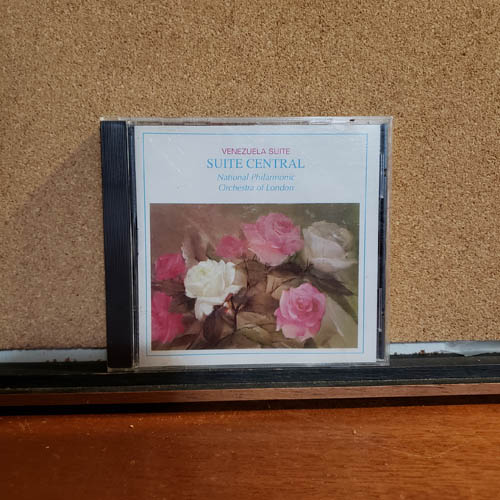 VENEZUELA SUITE
SUITE CENTRAL
National Philarmonic
Orchestra of London